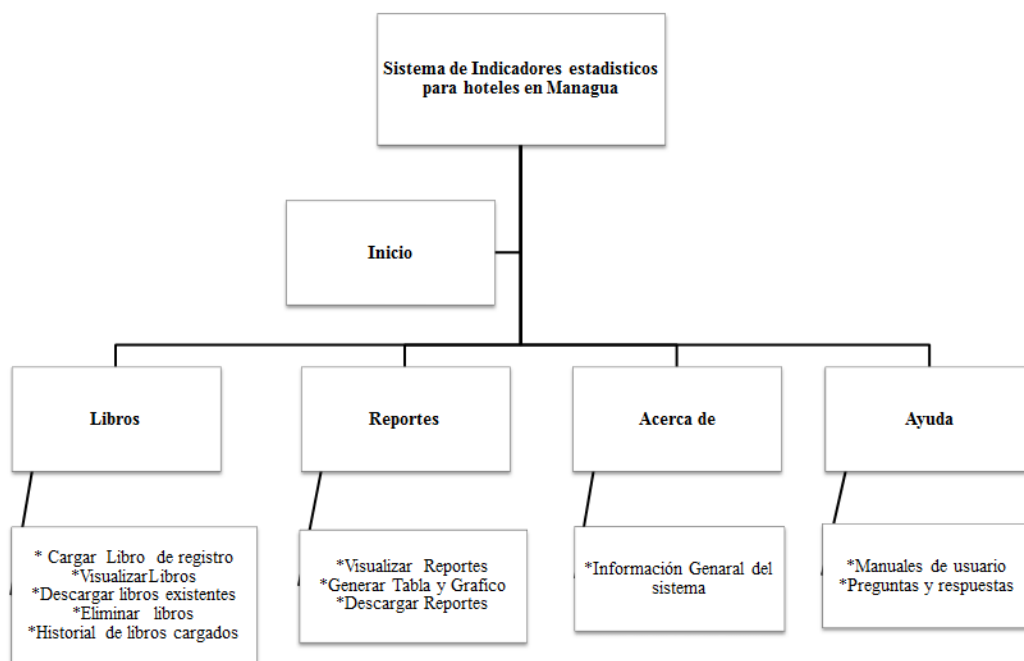 Sistema de Indicadores estadisticos
para hoteles en Managua
Inicio
Libros
Reportes
Acerca de
Ayuda
* Cargar Libro de registro
*Visualizar Libros
*Descargar libros existentes
*Eliminar libros
*Historial de libros cargados
*Visualizar Reportes
*Generar Tabla y Grafico
*Descargar Reportes
*Información Genaral del
sistema
*Manuales de usuario
*Preguntas y respuestas